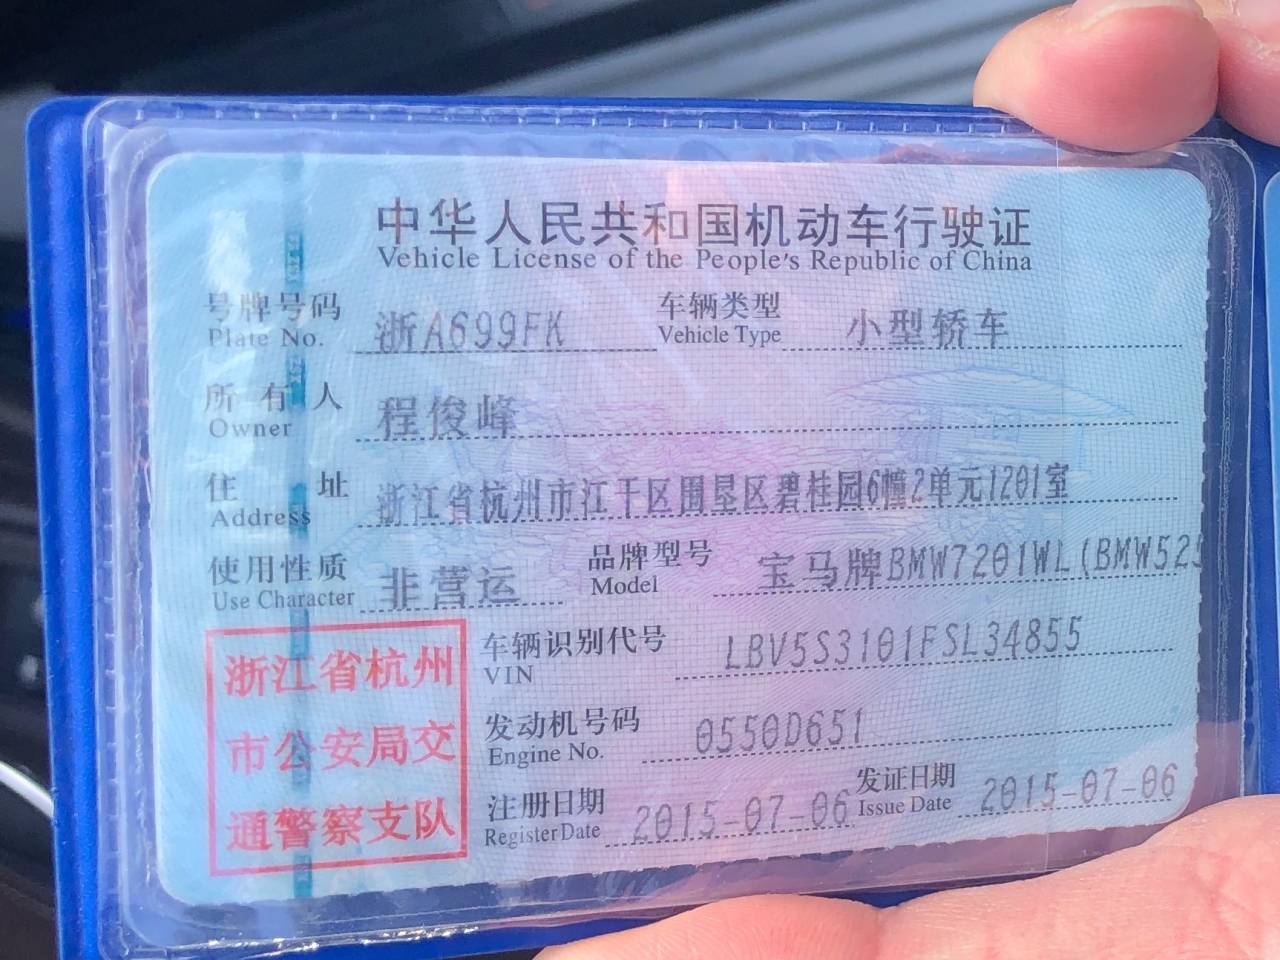 中华人民共和国机动车行驶证
Vehicle License of the People's Republic of China
号牌号码 浙A699FK 车辆类型 小型轿车
Plate No. Vehicle Type
所有人 程俊峰
Owner
住址 浙江省杭州市江干区围垦区碧桂园6幢2单元1201室
Address
使用性质 非营运 品牌型号 宝马牌BMW7201WL(BMW525
Use Character Model
浙江省杭州
市公安局交
通警察支队
车辆识别代号 LBV5S3101FSL34855
VIN
发动机号码 0550D651
Engine No.
注册日期 2015-07-06 发证日期 2015-07-06
Register Date Issue Date